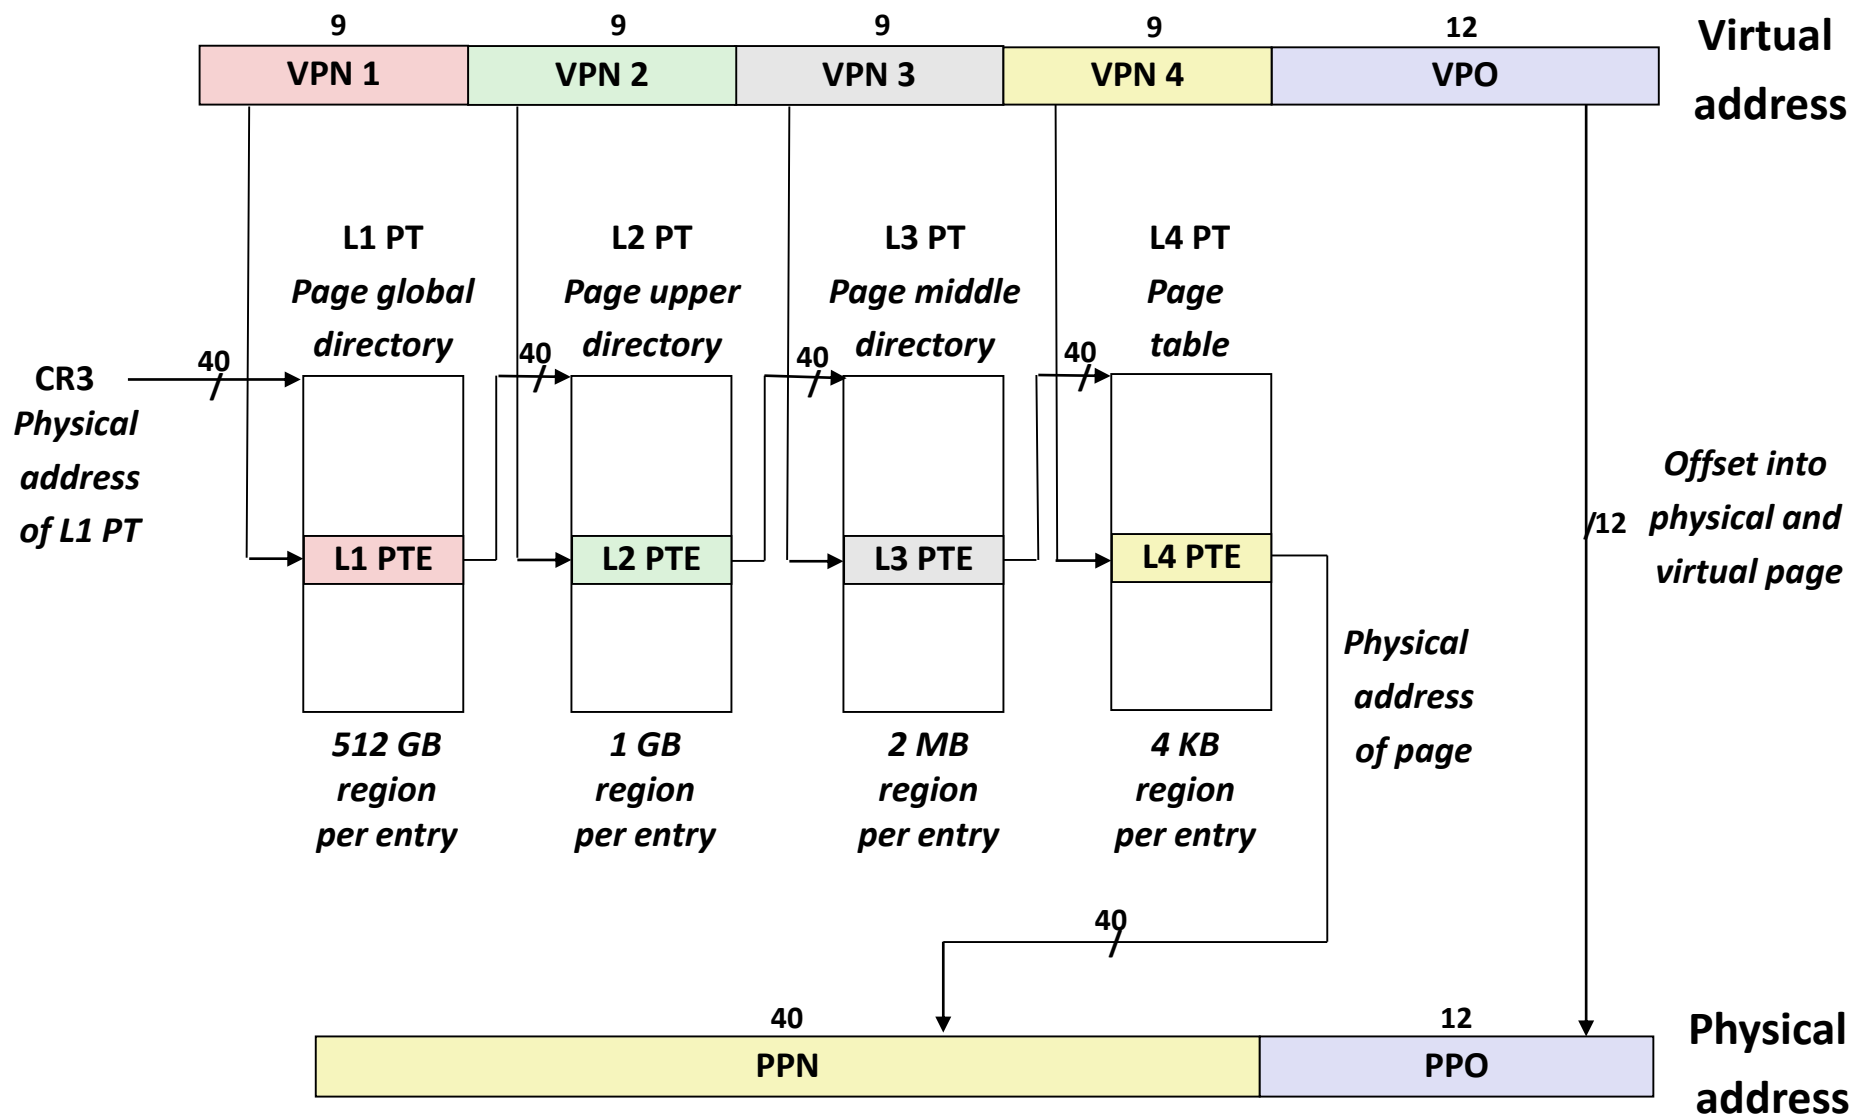 9 9 9 9 12
Virtual
address
VPN 1 VPN 2 VPN 3 VPN 4 VPO
L1 PT
Page global
directory
L2 PT
Page upper
directory
L3 PT
Page middle
directory
L4 PT
Page
table
CR3
Physical
address
of L1 PT
40
40
40
40
L1 PTE
L2 PTE
L3 PTE
L4 PTE
/12
Offset into
physical and
virtual page
512 GB
region
per entry
1 GB
region
per entry
2 MB
region
per entry
4 KB
region
per entry
Physical
address
of page
40
40 12
PPN PPO
Physical
address